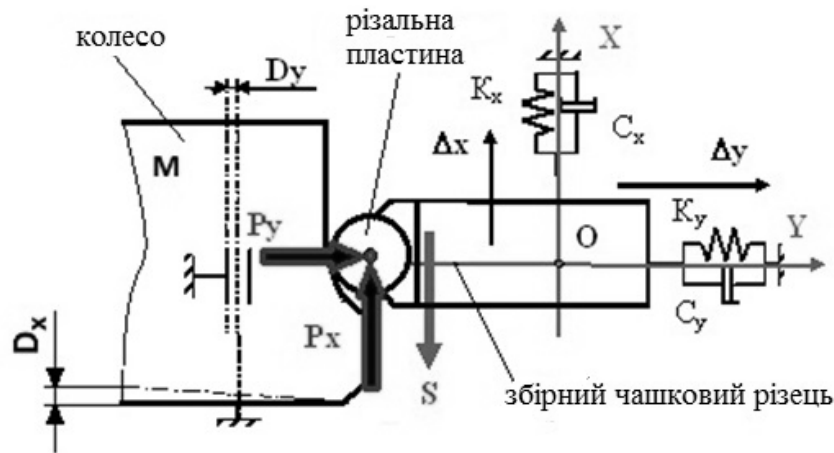 колесо
різальна
пластина
Dy
X
Kx
Cx
M
Δx
Δy
Py
O
Ky
Y
Cy
Dx
Px
S
збірний чашковий різець